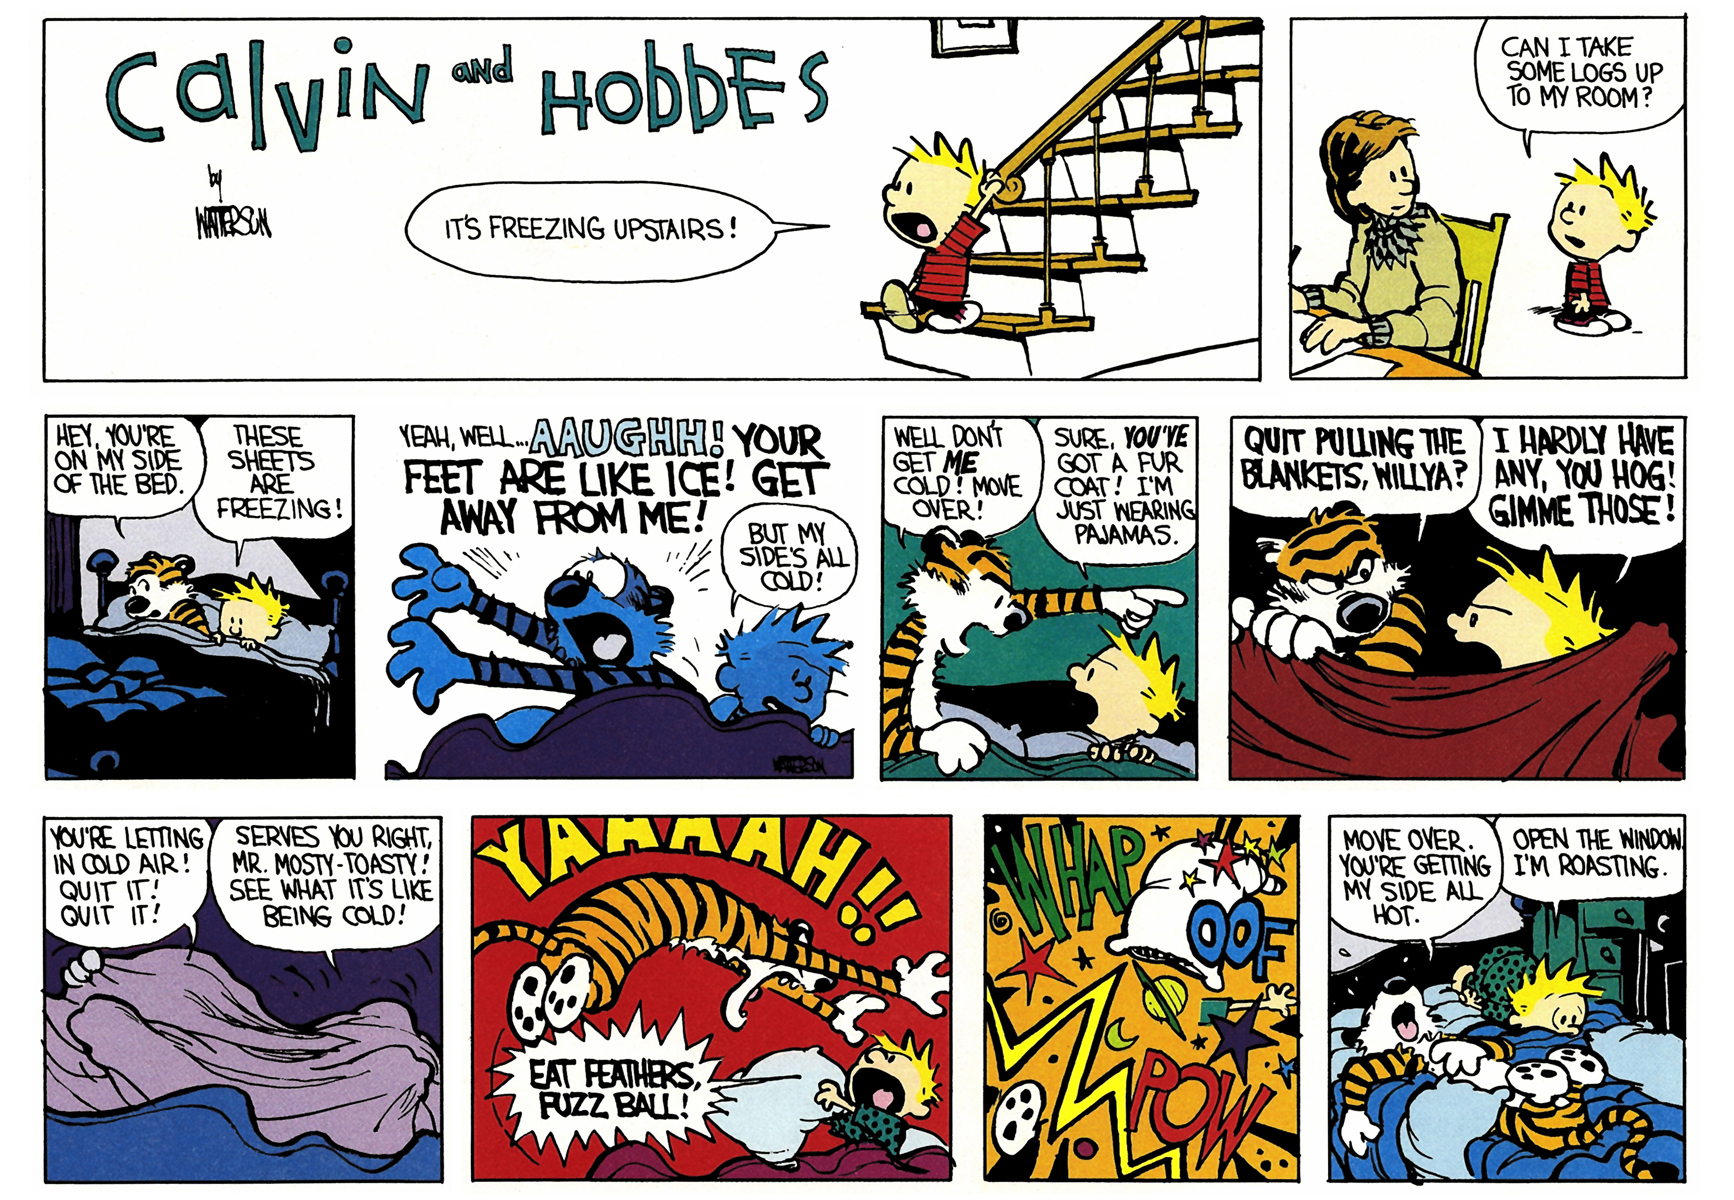 Calvin and HOBBES
by
WATTERSON
IT'S FREEZING UPSTAIRS!
CAN I TAKE
SOME LOGS UP
TO MY ROOM?
HEY, YOU'RE
ON MY SIDE
OF THE BED.
THESE
SHEETS
ARE
FREEZING!
YEAH, WELL... AAUGHH! YOUR
FEET ARE LIKE ICE! GET
AWAY FROM ME!
BUT MY
SIDE'S ALL
COLD!
WATTERSON
WELL DON'T
GET ME
COLD! MOVE
OVER!
SURE, YOU'VE
GOT A FUR
COAT! I'M
JUST WEARING
PAJAMAS.
QUIT PULLING THE
BLANKETS, WILLYA?
I HARDLY HAVE
ANY, YOU HOG!
GIMME THOSE!
YOU'RE LETTING
IN COLD AIR!
QUIT IT!
QUIT IT!
SERVES YOU RIGHT,
MR. MOSTY-TOASTY!
SEE WHAT IT'S LIKE
BEING COLD!
YAAAAAH!!
EAT FEATHERS,
FUZZ BALL!
WHAP
OOF
POW
MOVE OVER.
YOU'RE GETTING
MY SIDE ALL
HOT.
OPEN THE WINDOW.
I'M ROASTING.